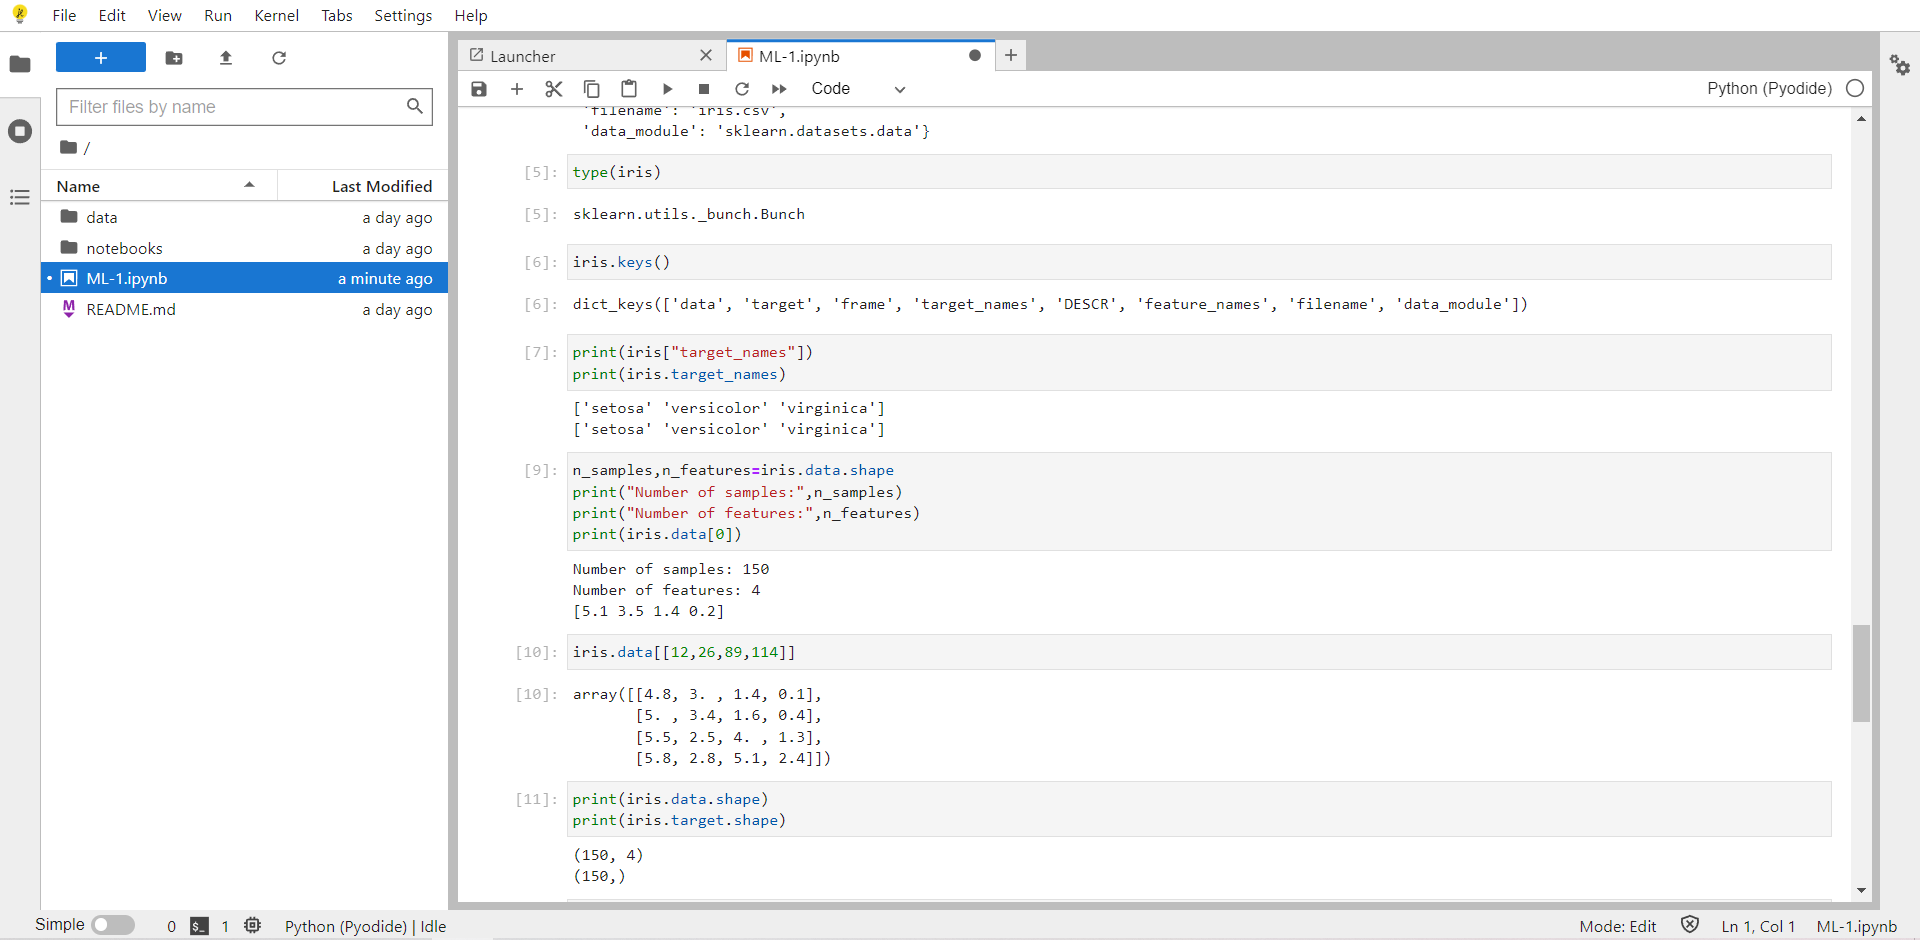 File Edit View Run Kernel Tabs Settings Help
+
Filter files by name
/
Name Last Modified
data a day ago
notebooks a day ago
ML-1.ipynb a minute ago
README.md a day ago
Launcher ML-1.ipynb
Code Python (Pyodide)
'filename': 'iris.csv',
'data_module': 'sklearn.datasets.data'}
[5]: type(iris)
[5]: sklearn.utils._bunch.Bunch
[6]: iris.keys()
[6]: dict_keys(['data', 'target', 'frame', 'target_names', 'DESCR', 'feature_names', 'filename', 'data_module'])
[7]: print(iris["target_names"])
print(iris.target_names)
['setosa' 'versicolor' 'virginica']
['setosa' 'versicolor' 'virginica']
[9]: n_samples,n_features=iris.data.shape
print("Number of samples:",n_samples)
print("Number of features:",n_features)
print(iris.data[0])
Number of samples: 150
Number of features: 4
[5.1 3.5 1.4 0.2]
[10]: iris.data[[12,26,89,114]]
[10]: array([[4.8, 3. , 1.4, 0.1],
[5. , 3.4, 1.6, 0.4],
[5.5, 2.5, 4. , 1.3],
[5.8, 2.8, 5.1, 2.4]])
[11]: print(iris.data.shape)
print(iris.target.shape)
(150, 4)
(150,)
Simple 0 $_ 1 Python (Pyodide) | Idle Mode: Edit Ln 1, Col 1 ML-1.ipynb